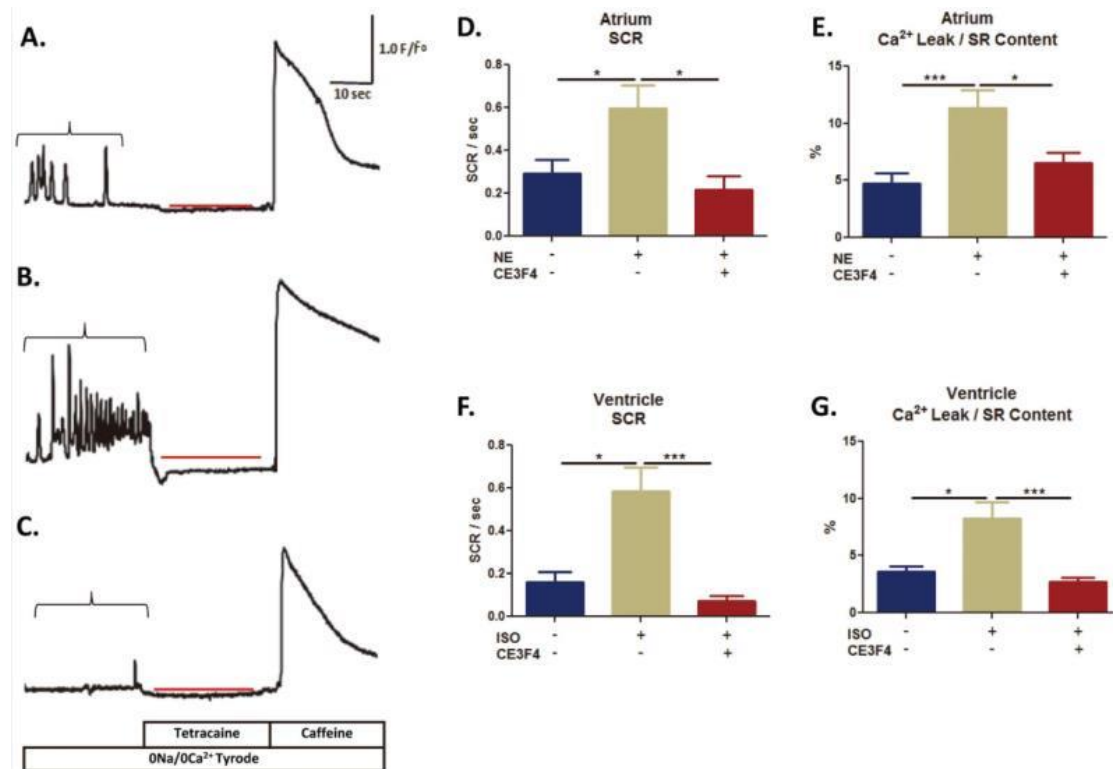 A.
1.0 F/Fo
10 sec
B.
C.
Tetracaine Caffeine
0Na/0Ca²⁺ Tyrode
D.
Atrium
SCR
SCR / sec
0.8
0.6
0.4
0.2
0.0
* *
NE - + +
CE3F4 - - +
E.
Atrium
Ca²⁺ Leak / SR Content
%
15
10
5
0
*** *
NE - + +
CE3F4 - - +
F.
Ventricle
SCR
SCR / sec
0.8
0.6
0.4
0.2
0.0
* ***
ISO - + +
CE3F4 - - +
G.
Ventricle
Ca²⁺ Leak / SR Content
%
15
10
5
0
* ***
ISO - + +
CE3F4 - - +